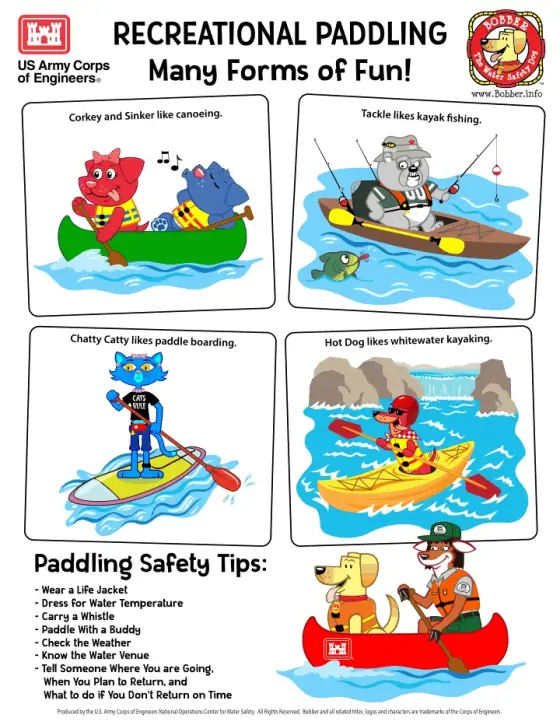 RECREATIONAL PADDLING
Many Forms of Fun!
US Army Corps
of Engineers®
BOBBER
The Water Safety Dog
www.Bobber.info
Corkey and Sinker like canoeing.
Tackle likes kayak fishing.
Chatty Catty likes paddle boarding.
CATS
RULE
Hot Dog likes whitewater kayaking.
Paddling Safety Tips:
- Wear a Life Jacket
- Dress for Water Temperature
- Carry a Whistle
- Paddle With a Buddy
- Check the Weather
- Know the Water Venue
- Tell Someone Where You are Going,
When You Plan to Return, and
What to do if You Don't Return on Time
Produced by the U.S. Army Corps of Engineers National Operations Center for Water Safety. All Rights Reserved. Bobber and all related titles, logos and characters are trademarks of the Corps of Engineers.